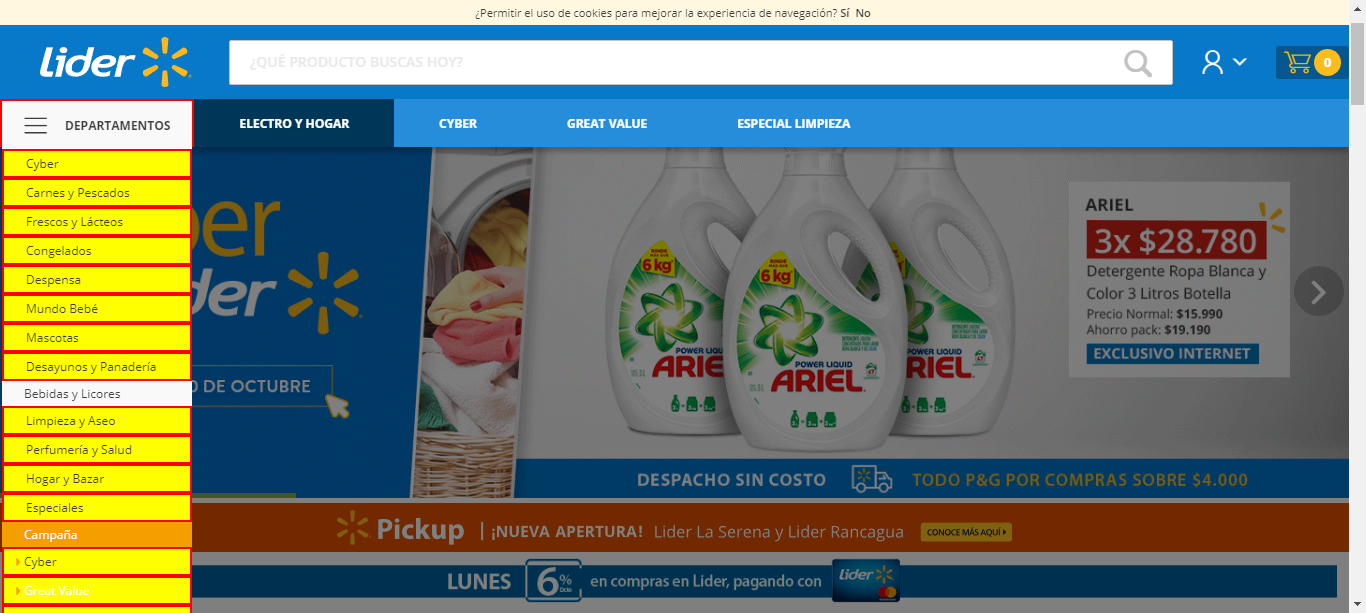 ¿Permitir el uso de cookies para mejorar la experiencia de navegación? Sí No
Lider
¿QUÉ PRODUCTO BUSCAS HOY?
0
DEPARTAMENTOS
ELECTRO Y HOGAR
CYBER
GREAT VALUE
ESPECIAL LIMPIEZA
Cyber
Carnes y Pescados
Frescos y Lácteos
Congelados
Despensa
Mundo Bebé
Mascotas
Desayunos y Panadería
Bebidas y Licores
Limpieza y Aseo
Perfumería y Salud
Hogar y Bazar
Especiales
Campaña
Cyber
Great Value
DE OCTUBRE
6 kg
6 kg
POWER LIQUID
ARIEL
POWER LIQUID
ARIEL
ARIEL
3x $28.780
Detergente Ropa Blanca y
Color 3 Litros Botella
Precio Normal: $15.990
Ahorro pack: $19.190
EXCLUSIVO INTERNET
DESPACHO SIN COSTO
TODO P&G POR COMPRAS SOBRE $4.000
Pickup | ¡NUEVA APERTURA! Lider La Serena y Lider Rancagua
CONOCE MÁS AQUÍ
LUNES 6% Dcto en compras en Lider, pagando con
Lider